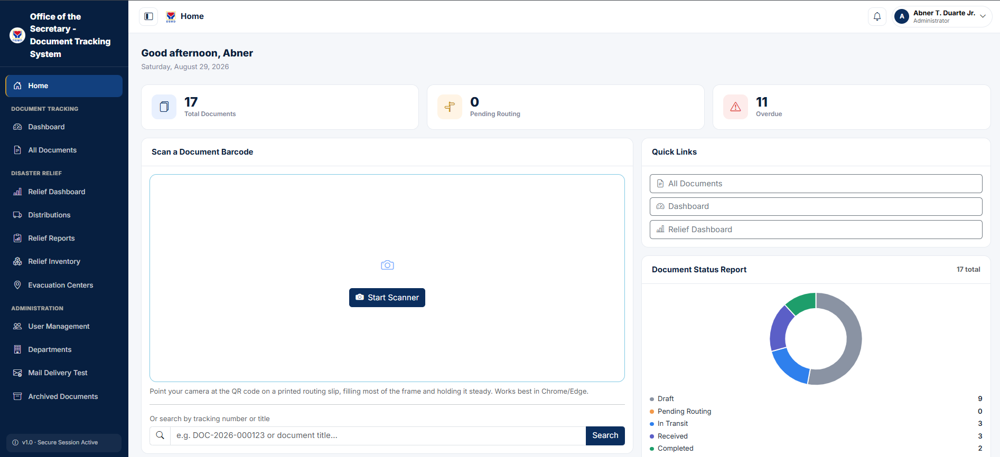 Office of the
Secretary -
Document Tracking
System
DSWD
Home
DOCUMENT TRACKING
Dashboard
All Documents
DISASTER RELIEF
Relief Dashboard
Distributions
Relief Reports
Relief Inventory
Evacuation Centers
ADMINISTRATION
User Management
Departments
Mail Delivery Test
Archived Documents
v1.0 · Secure Session Active
DSWD
Home
A
Abner T. Duarte Jr.
Administrator
Good afternoon, Abner
Saturday, August 29, 2026
17
Total Documents
0
Pending Routing
11
Overdue
Scan a Document Barcode
Start Scanner
Point your camera at the QR code on a printed routing slip, filling most of the frame and holding it steady. Works best in Chrome/Edge.
Or search by tracking number or title
e.g. DOC-2026-000123 or document title...
Search
Quick Links
All Documents
Dashboard
Relief Dashboard
Document Status Report
17 total
Draft 9
Pending Routing 0
In Transit 3
Received 3
Completed 2